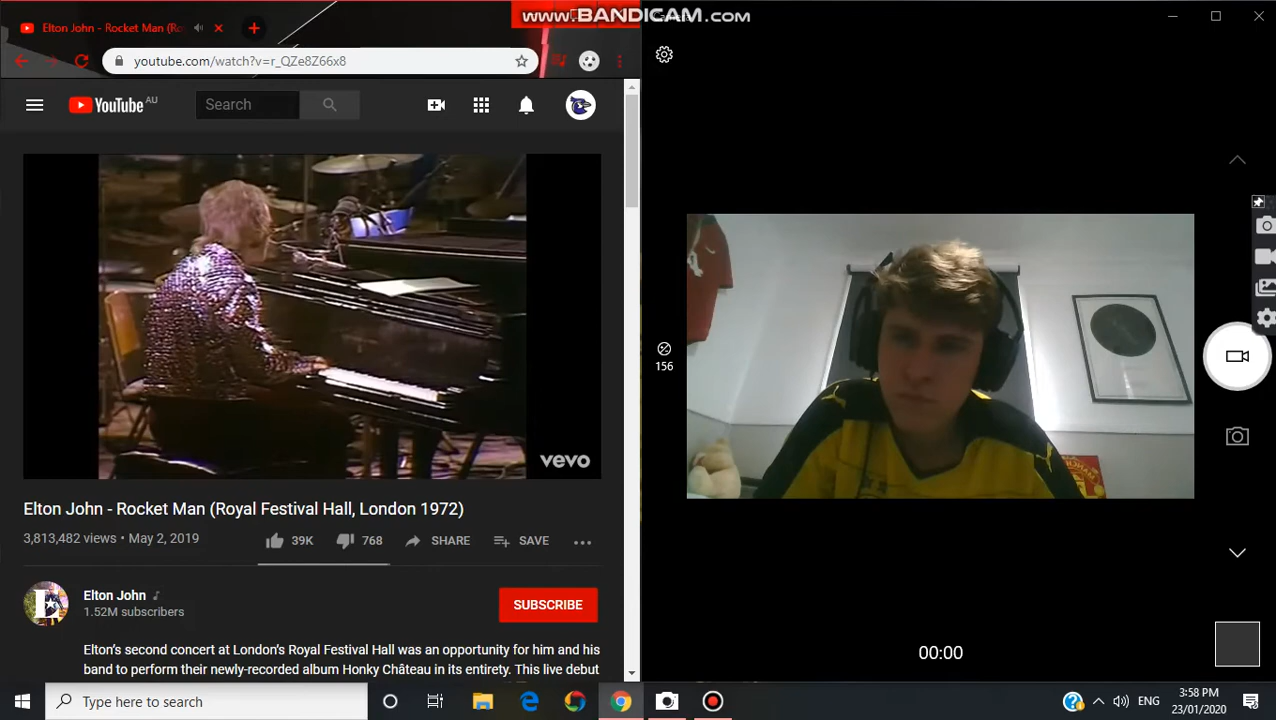 Elton John - Rocket Man (Ro
www.BANDICAM.com
youtube.com/watch?v=r_QZe8Z66x8
YouTube AU
Search
vevo
Elton John - Rocket Man (Royal Festival Hall, London 1972)
3,813,482 views • May 2, 2019
39K
768
SHARE
SAVE
Elton John
1.52M subscribers
SUBSCRIBE
Elton's second concert at London's Royal Festival Hall was an opportunity for him and his
band to perform their newly-recorded album Honky Château in its entirety. This live debut
156
00:00
Type here to search
ENG
3:58 PM
23/01/2020